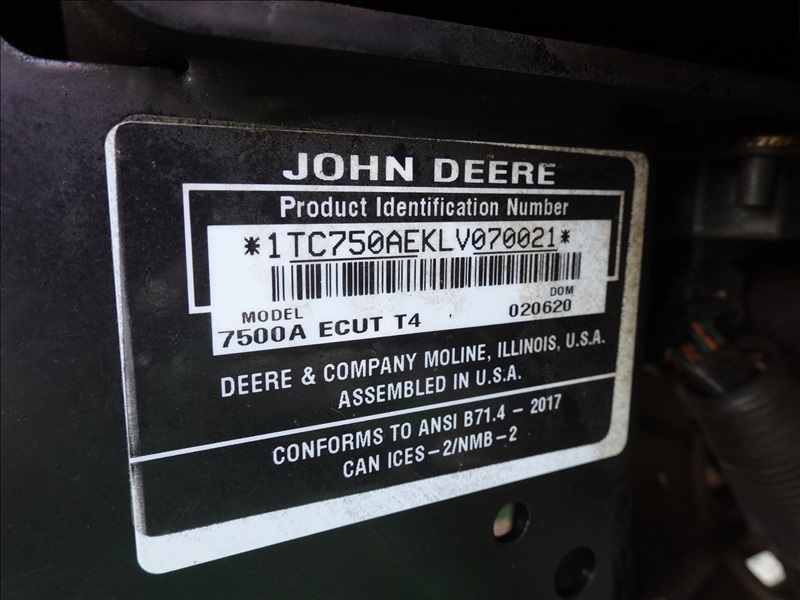 JOHN DEERE
Product Identification Number
*1TC750AEKLV070021*
MODEL DOM
7500A ECUT T4 020620
DEERE & COMPANY MOLINE, ILLINOIS, U.S.A.
ASSEMBLED IN U.S.A.
CONFORMS TO ANSI B71.4 – 2017
CAN ICES–2/NMB–2